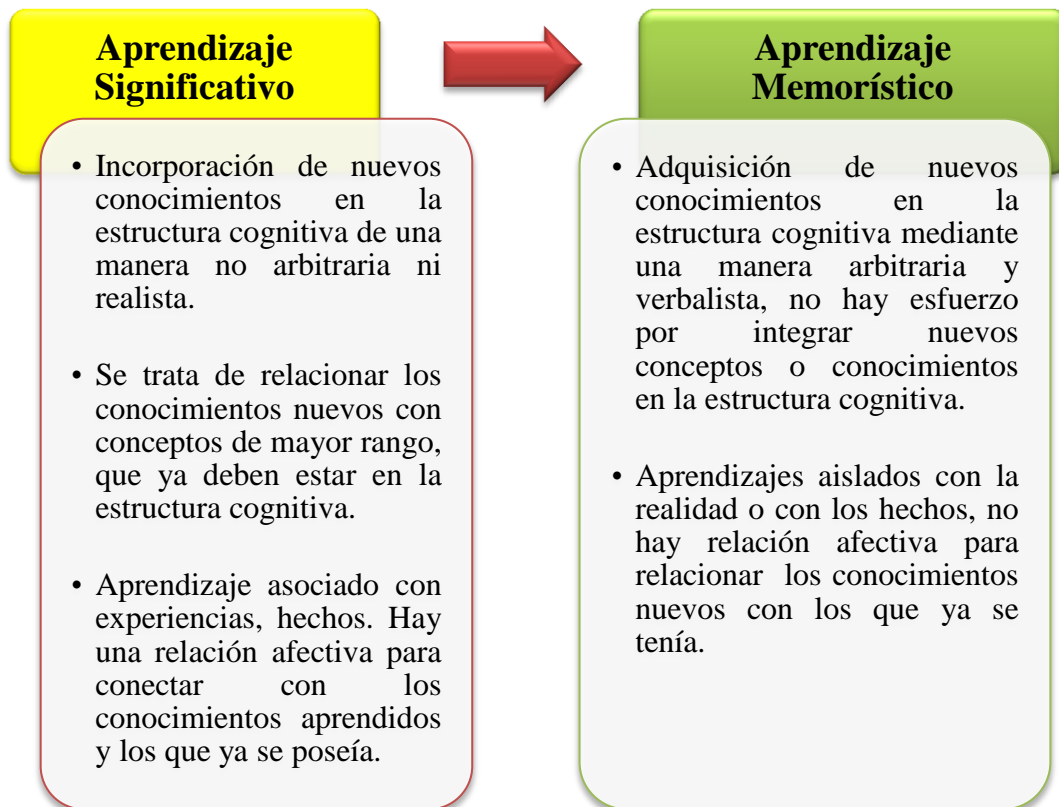 Aprendizaje
Significativo
• Incorporación de nuevos
conocimientos en la
estructura cognitiva de una
manera no arbitraria ni
realista.
• Se trata de relacionar los
conocimientos nuevos con
conceptos de mayor rango,
que ya deben estar en la
estructura cognitiva.
• Aprendizaje asociado con
experiencias, hechos. Hay
una relación afectiva para
conectar con los
conocimientos aprendidos
y los que ya se poseía.
Aprendizaje
Memorístico
• Adquisición de nuevos
conocimientos en la
estructura cognitiva mediante
una manera arbitraria y
verbalista, no hay esfuerzo
por integrar nuevos
conceptos o conocimientos
en la estructura cognitiva.
• Aprendizajes aislados con la
realidad o con los hechos, no
hay relación afectiva para
relacionar los conocimientos
nuevos con los que ya se
tenía.